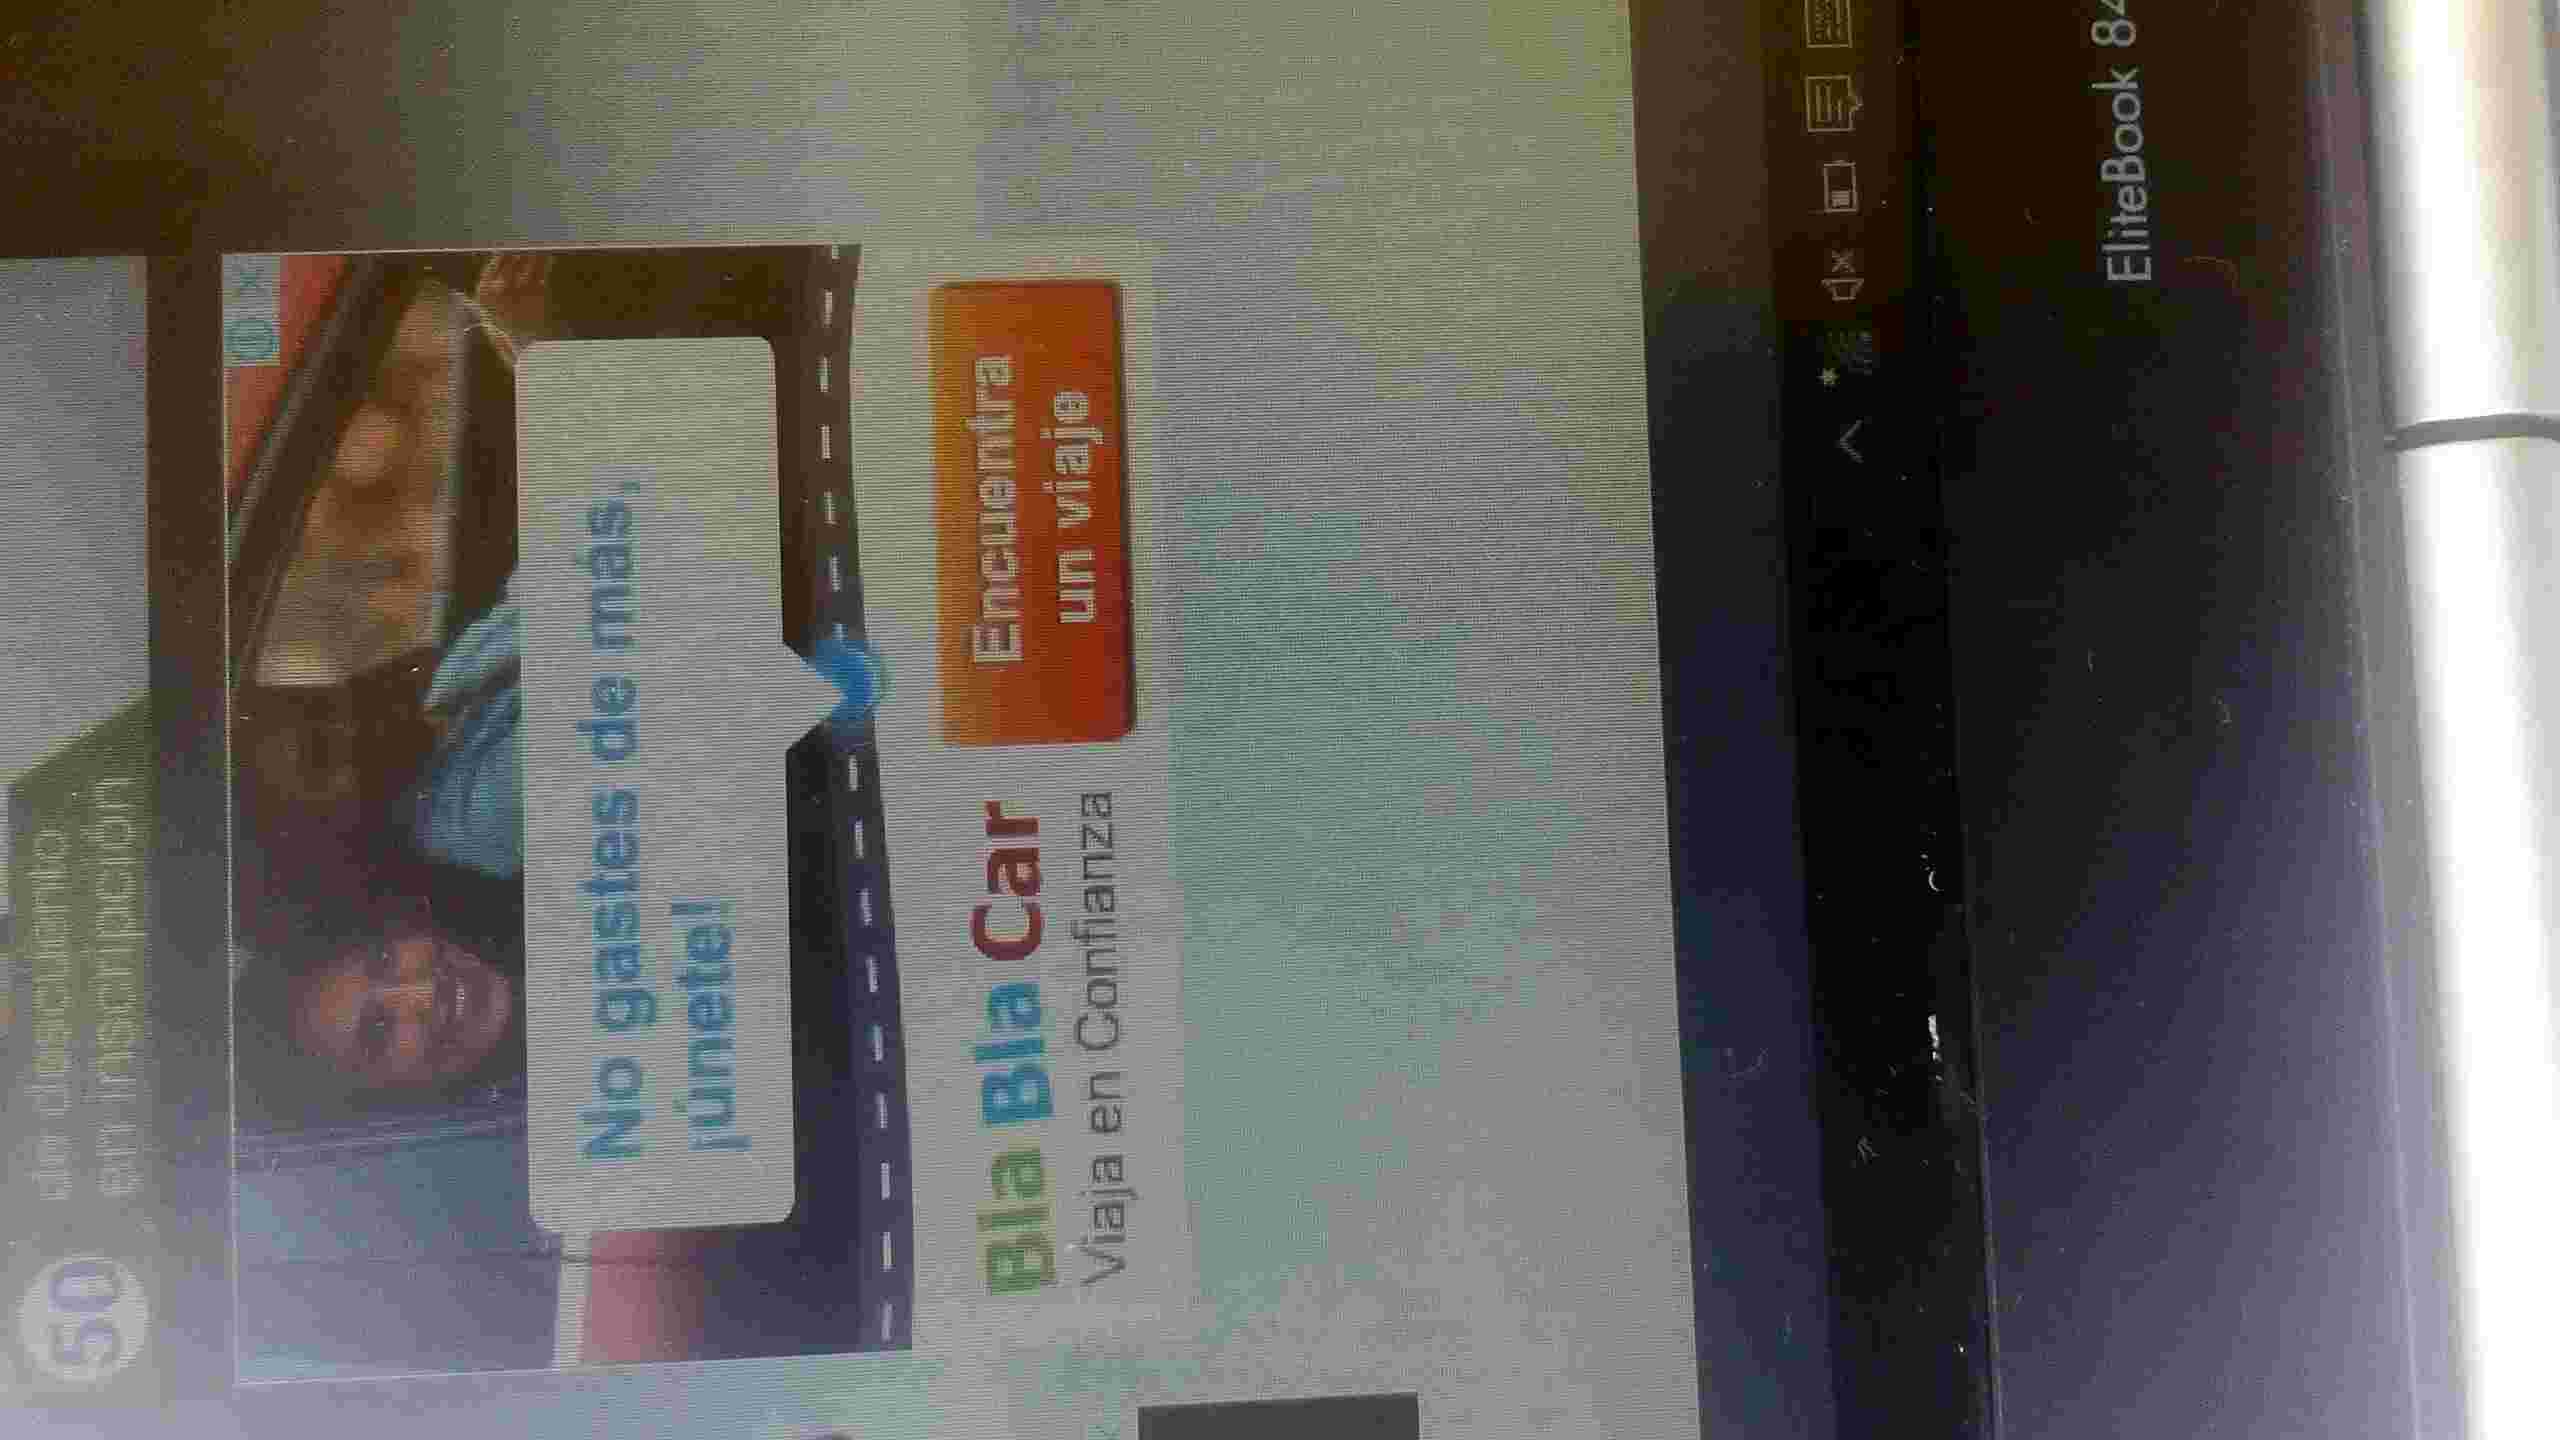 50
de descuento
en inscripción
No gastes de más,
¡únete!
Bla Bla Car
Viaja en Confianza
Encuentra
un viaje
EliteBook 84